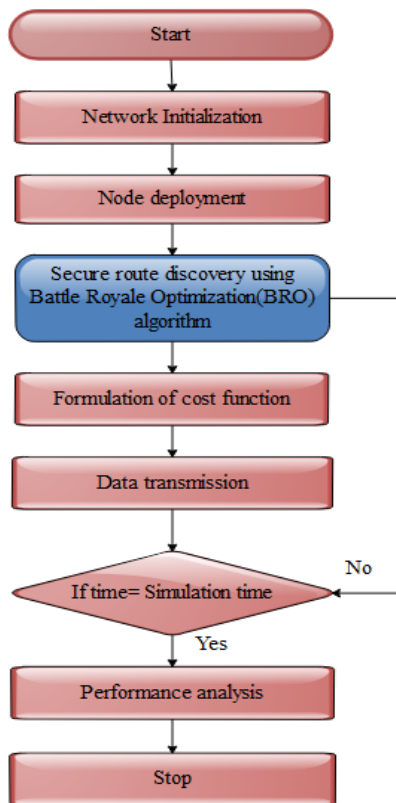 Start
Network Initialization
Node deployment
Secure route discovery using
Battle Royale Optimization(BRO)
algorithm
Formulation of cost function
Data transmission
If time= Simulation time
No
Yes
Performance analysis
Stop